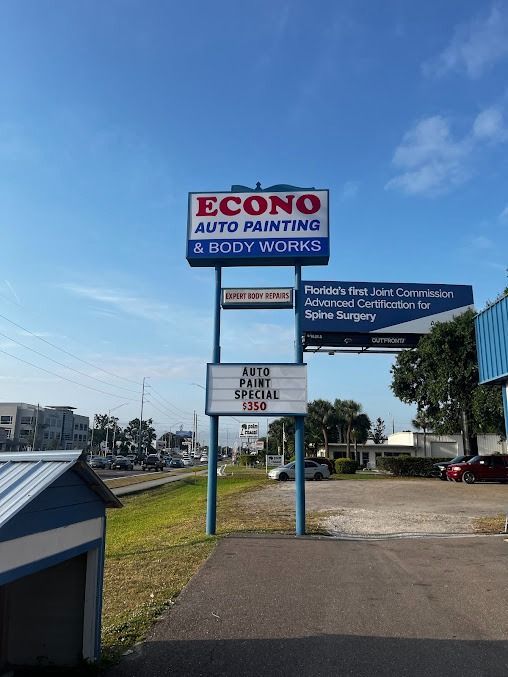 ECONO
AUTO PAINTING
& BODY WORKS
EXPERT BODY REPAIRS
Florida's first Joint Commission
Advanced Certification for
Spine Surgery
OUTFRONT/
AUTO
PAINT
SPECIAL
$350